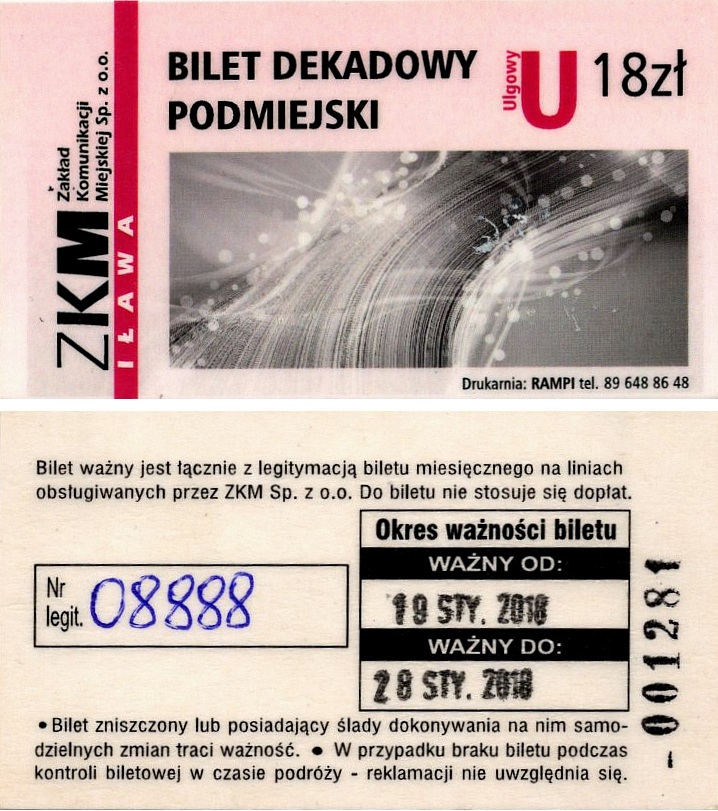 BILET DEKADOWY
PODMIEJSKI
Ulgowy
U
18zł
ZKM
Zakład
Komunikacji
Miejskiej Sp. z o.o.
IŁAWA
Drukarnia: RAMPI tel. 89 648 86 48
Bilet ważny jest łącznie z legitymacją biletu miesięcznego na liniach
obsługiwanych przez ZKM Sp. z o.o. Do biletu nie stosuje się dopłat.
Nr
legit. 08888
Okres ważności biletu
WAŻNY OD:
19 STY. 2018
WAŻNY DO:
28 STY. 2018
001281
• Bilet zniszczony lub posiadający ślady dokonywania na nim samo-
dzielnych zmian traci ważność. • W przypadku braku biletu podczas
kontroli biletowej w czasie podróży - reklamacji nie uwzględnia się.